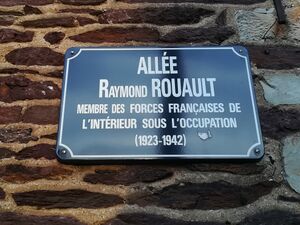 ALLÉE
RAYMOND ROUAULT
MEMBRE DES FORCES FRANÇAISES DE
L'INTÉRIEUR SOUS L'OCCUPATION
(1923-1942)